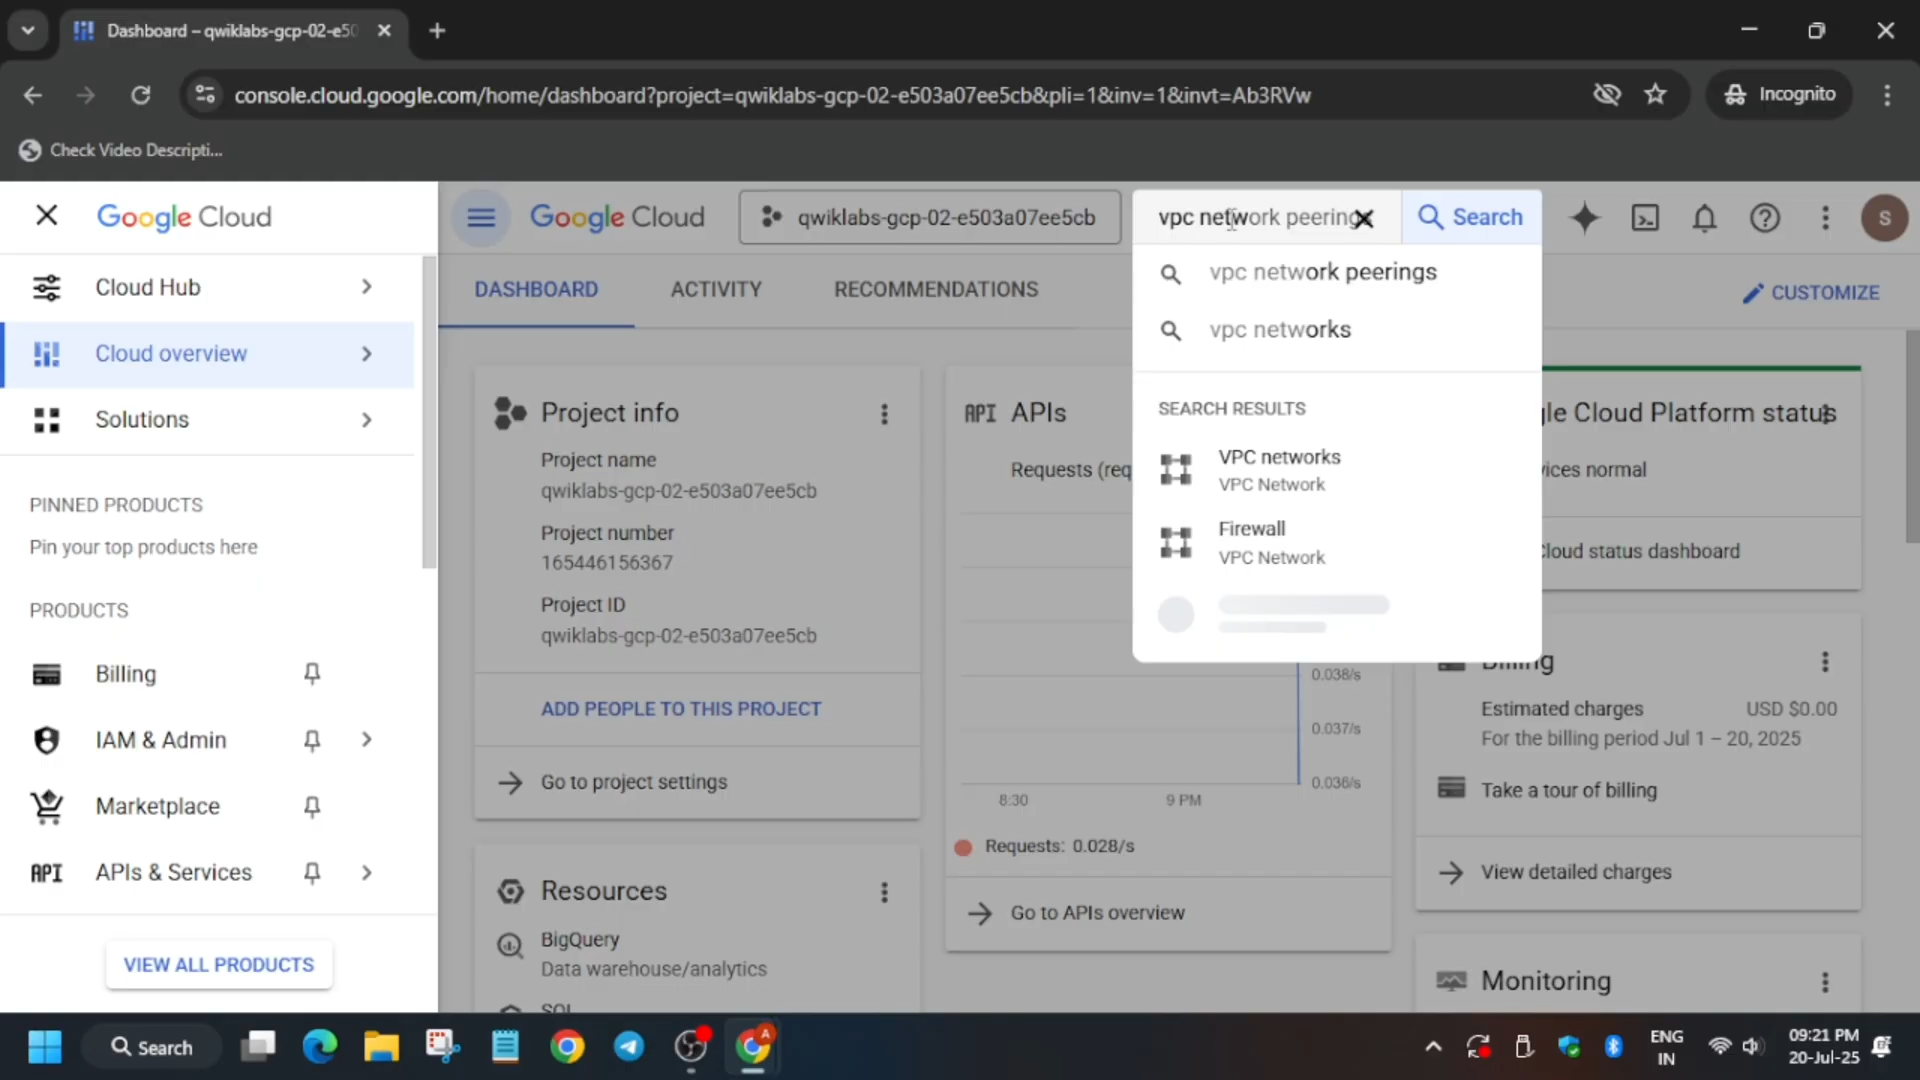 Dashboard – qwiklabs-gcp-02-e50
console.cloud.google.com/home/dashboard?project=qwiklabs-gcp-02-e503a07ee5cb&pli=1&inv=1&invt=Ab3RVw
Incognito
Check Video Descripti...
Google Cloud
Google Cloud
qwiklabs-gcp-02-e503a07ee5cb
vpc network peerings
Search
S
Cloud Hub
Cloud overview
Solutions
PINNED PRODUCTS
Pin your top products here
PRODUCTS
Billing
IAM & Admin
Marketplace
API APIs & Services
VIEW ALL PRODUCTS
DASHBOARD
ACTIVITY
RECOMMENDATIONS
CUSTOMIZE
Project info
Project name
qwiklabs-gcp-02-e503a07ee5cb
Project number
165446156367
Project ID
qwiklabs-gcp-02-e503a07ee5cb
ADD PEOPLE TO THIS PROJECT
Go to project settings
Resources
BigQuery
Data warehouse/analytics
SQL
API APIs
Requests (req
0.038/s
0.037/s
0.036/s
8:30
9 PM
Requests: 0.028/s
Go to APIs overview
vpc network peerings
vpc networks
SEARCH RESULTS
VPC networks
VPC Network
Firewall
VPC Network
gle Cloud Platform status
vices normal
Cloud status dashboard
Billing
Estimated charges
USD $0.00
For the billing period Jul 1 – 20, 2025
Take a tour of billing
View detailed charges
Monitoring
Search
A
ENG
IN
09:21 PM
20-Jul-25